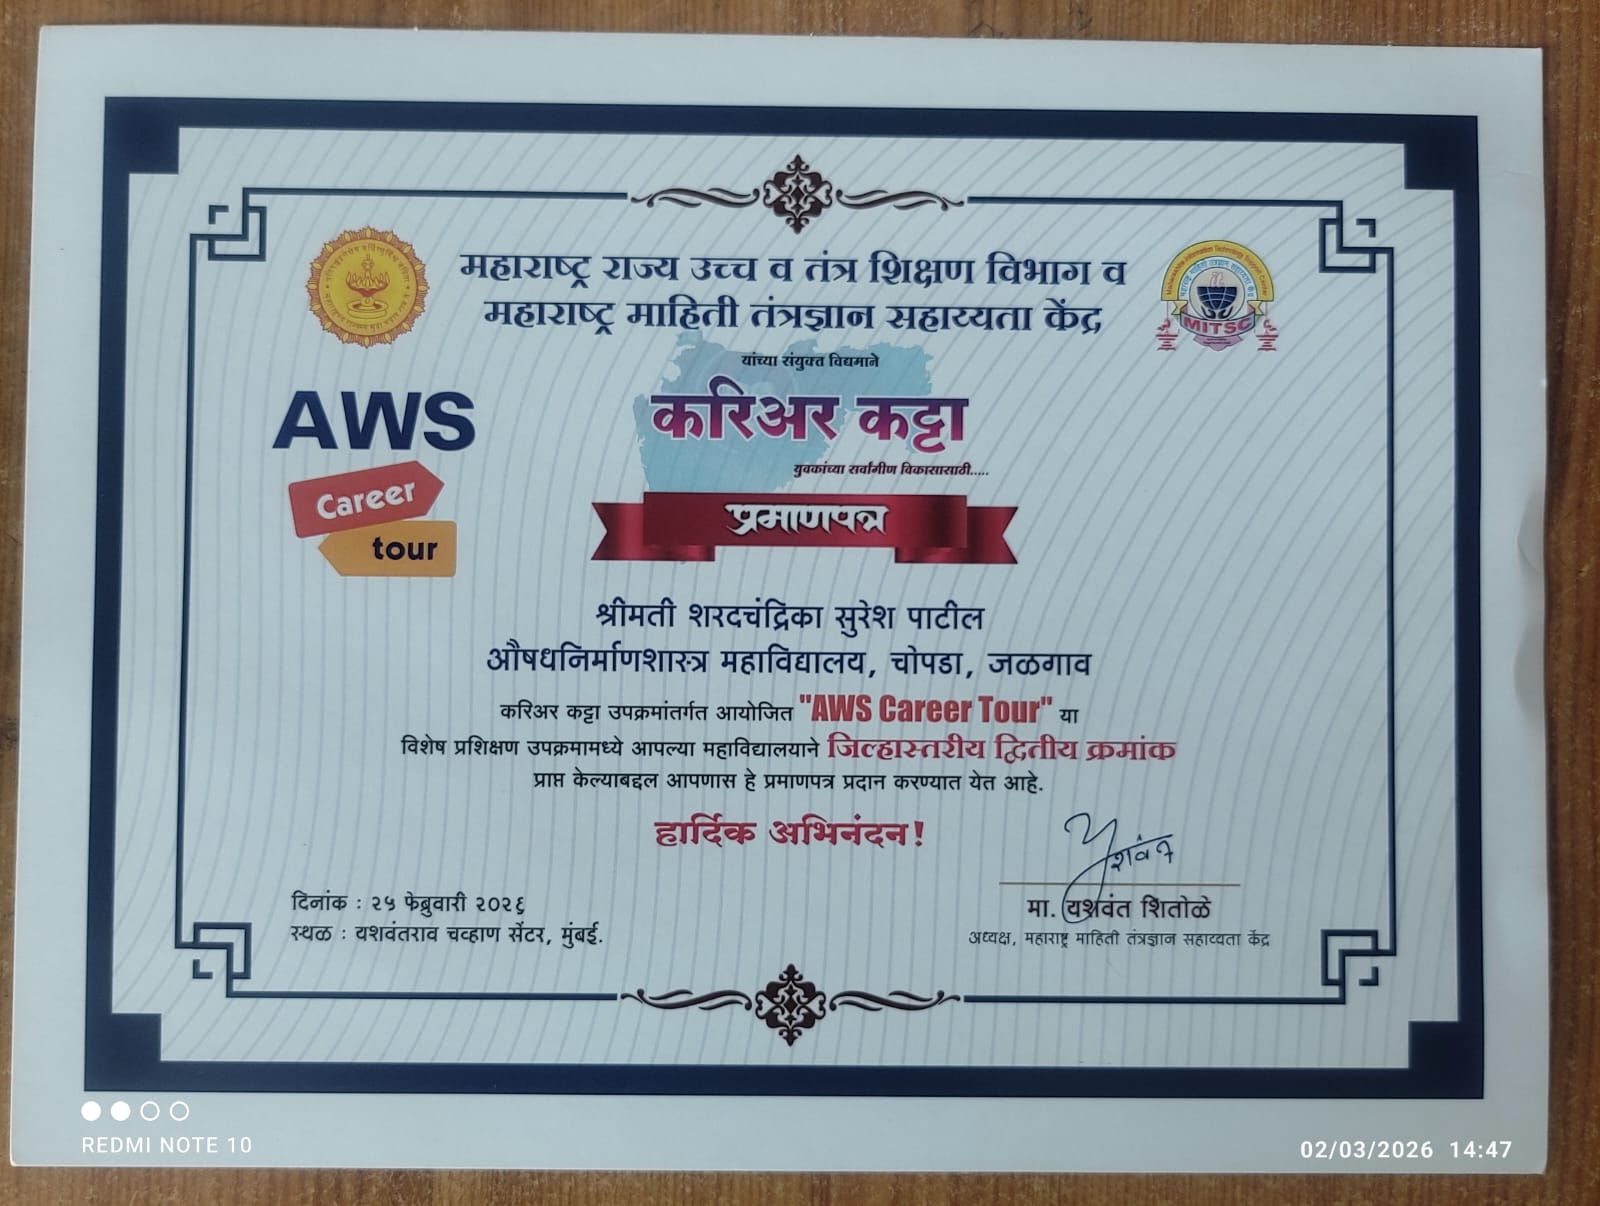 महाराष्ट्र राज्य उच्च व तंत्र शिक्षण विभाग व
महाराष्ट्र माहिती तंत्रज्ञान सहाय्यता केंद्र
MITSC
यांच्या संयुक्त विद्यमाने
AWS
Career
tour
करिअर कट्टा
युवकांच्या सर्वांगीण विकासासाठी.....
प्रमाणपत्र
श्रीमती शरदचंद्रिका सुरेश पाटील
औषधनिर्माणशास्त्र महाविद्यालय, चोपडा, जळगाव
करिअर कट्टा उपक्रमांतर्गत आयोजित "AWS Career Tour" या
विशेष प्रशिक्षण उपक्रमामध्ये आपल्या महाविद्यालयाने जिल्हास्तरीय द्वितीय क्रमांक
प्राप्त केल्याबद्दल आपणास हे प्रमाणपत्र प्रदान करण्यात येत आहे.
हार्दिक अभिनंदन!
यशवंत
दिनांक : २५ फेब्रुवारी २०२६
स्थळ : यशवंतराव चव्हाण सेंटर, मुंबई.
मा. यशवंत शितोळे
अध्यक्ष, महाराष्ट्र माहिती तंत्रज्ञान सहाय्यता केंद्र
REDMI NOTE 10
02/03/2026 14:47